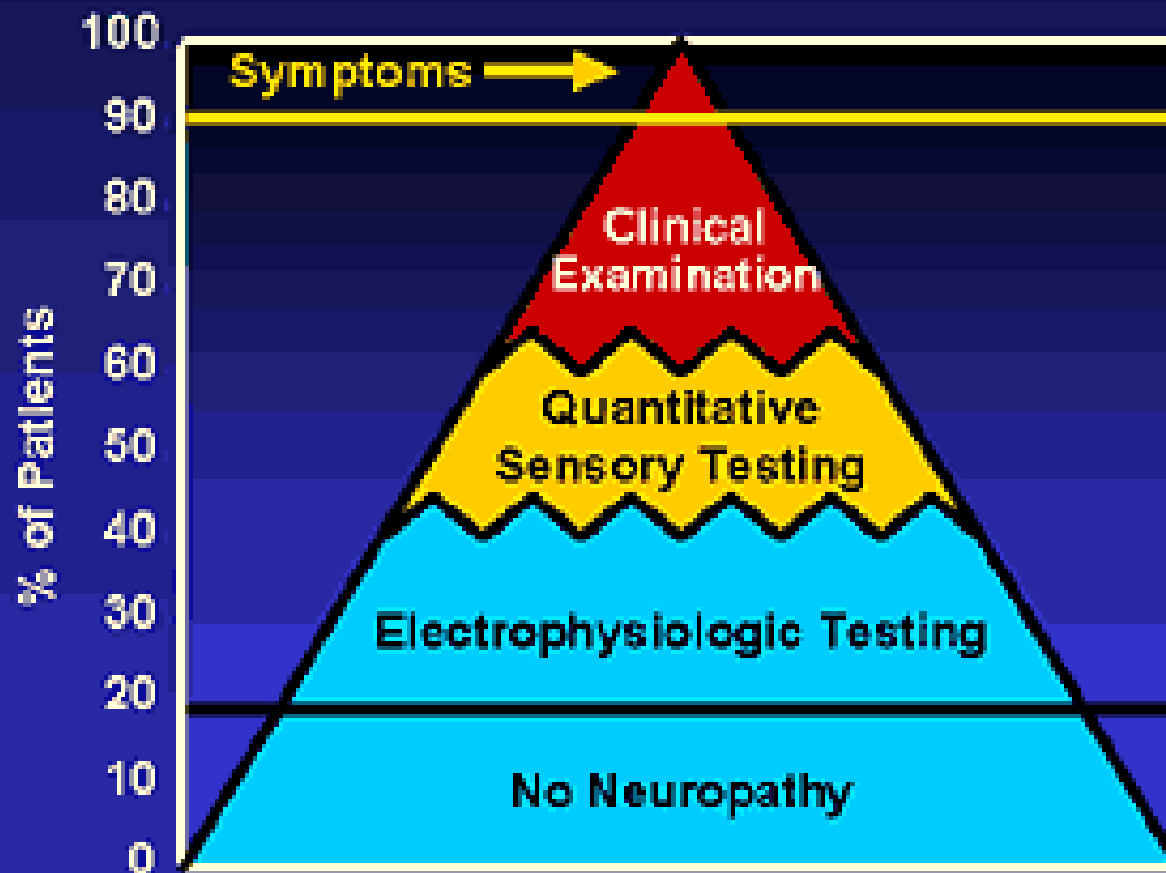 100
Symptoms
90
80
Clinical
Examination
70
60
Quantitative
50
Sensory Testing
40
30
Electrophysiologic Testing
20
10
No Neuropathy
0
% of Patients